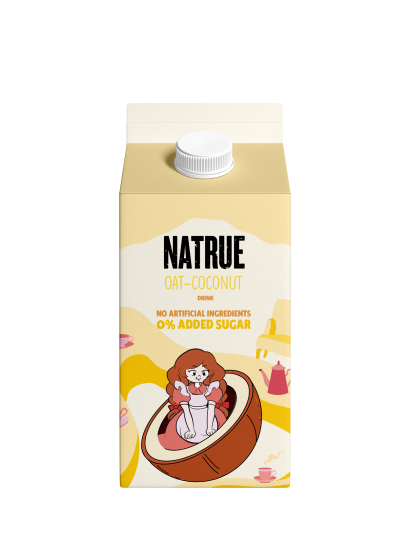 NATRUE
OAT-COCONUT
DRINK
NO ARTIFICIAL INGREDIENTS
0% ADDED SUGAR